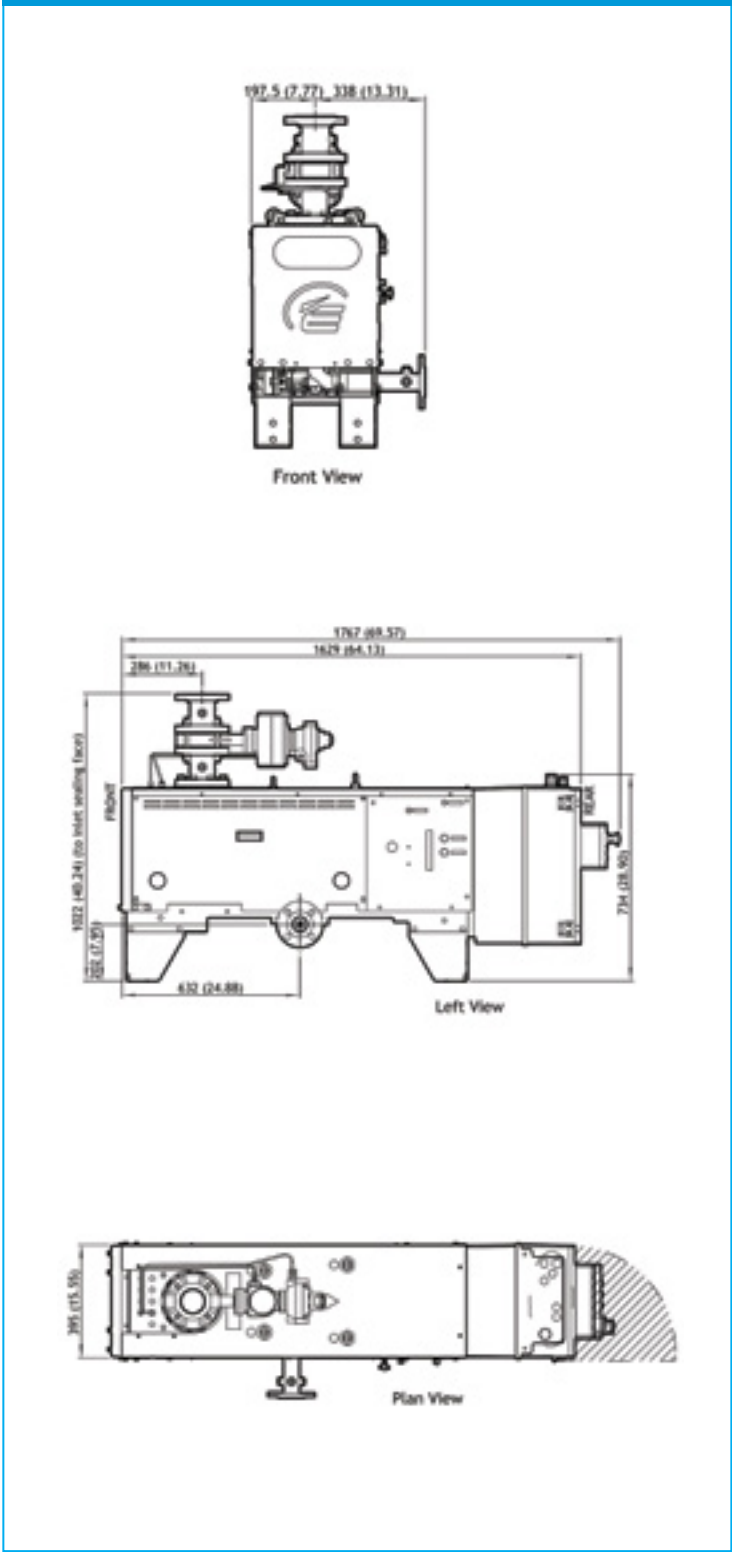 197.5 (7.77) 338 (13.31)
Front View
1767 (69.57)
1629 (64.13)
286 (11.26)
1022 (40.24) (to inlet sealing face)
FRONT
REAR
734 (28.90)
202 (7.95)
632 (24.88)
Left View
395 (15.55)
Plan View